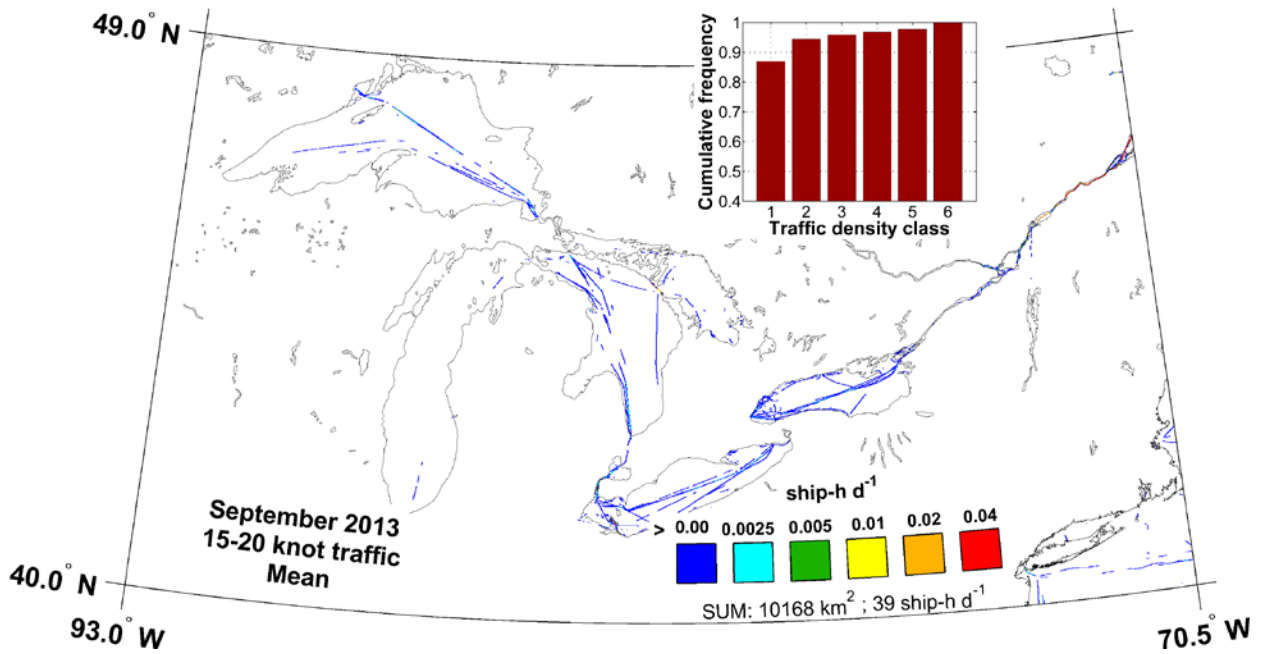 49.0° N
1
0.9
0.8
0.7
0.6
0.5
0.4
Cumulative frequency
1 2 3 4 5 6
Traffic density class
September 2013
15-20 knot traffic
Mean
ship-h d⁻¹
> 0.00 0.0025 0.005 0.01 0.02 0.04
SUM: 10168 km² ; 39 ship-h d⁻¹
40.0° N
93.0° W
70.5° W